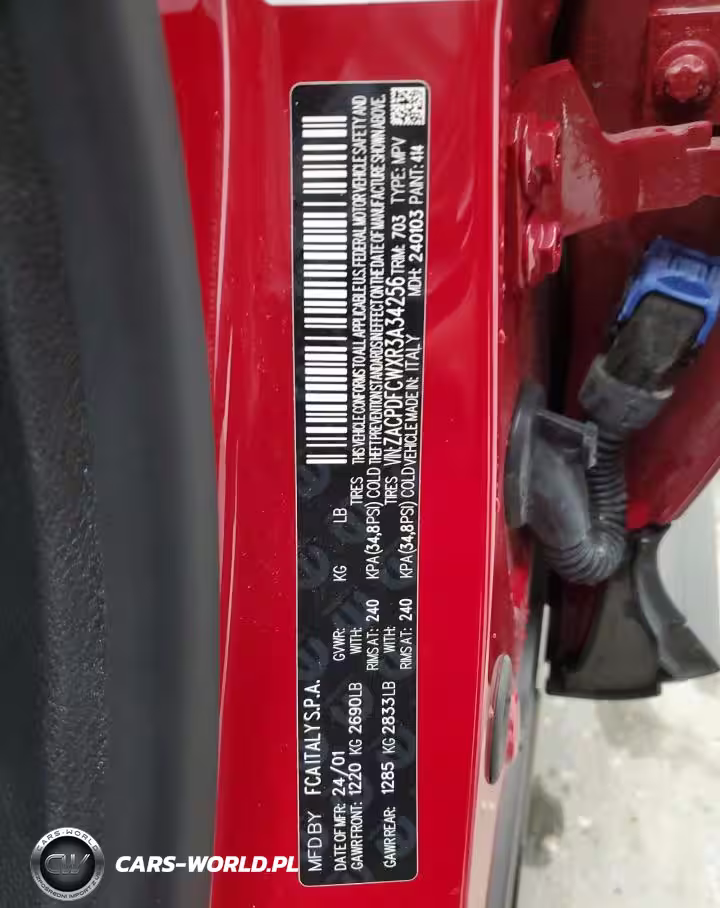 MFD BY FCA ITALY S.P.A.
DATE OF MFR: 24/01 GVWR: KG LB
GAWR FRONT: 1220 KG 2690LB WITH: TIRES
RIMS AT: 240 KPA(34,8PSI) COLD
GAWR REAR: 1285 KG 2833LB WITH: TIRES
RIMS AT: 240 KPA(34,8PSI) COLD
THIS VEHICLE CONFORMS TO ALL APPLICABLE U.S. FEDERAL MOTOR VEHICLE SAFETY AND
THEFT PREVENTION STANDARDS IN EFFECT ON THE DATE OF MANUFACTURE SHOWN ABOVE.
VIN: ZACPDFCWXR3A34256 TRIM: 703 TYPE: MPV
VEHICLE MADE IN: ITALY MDH: 240103 PAINT: 414
CARS-WORLD
CW
CARS-WORLD.PL